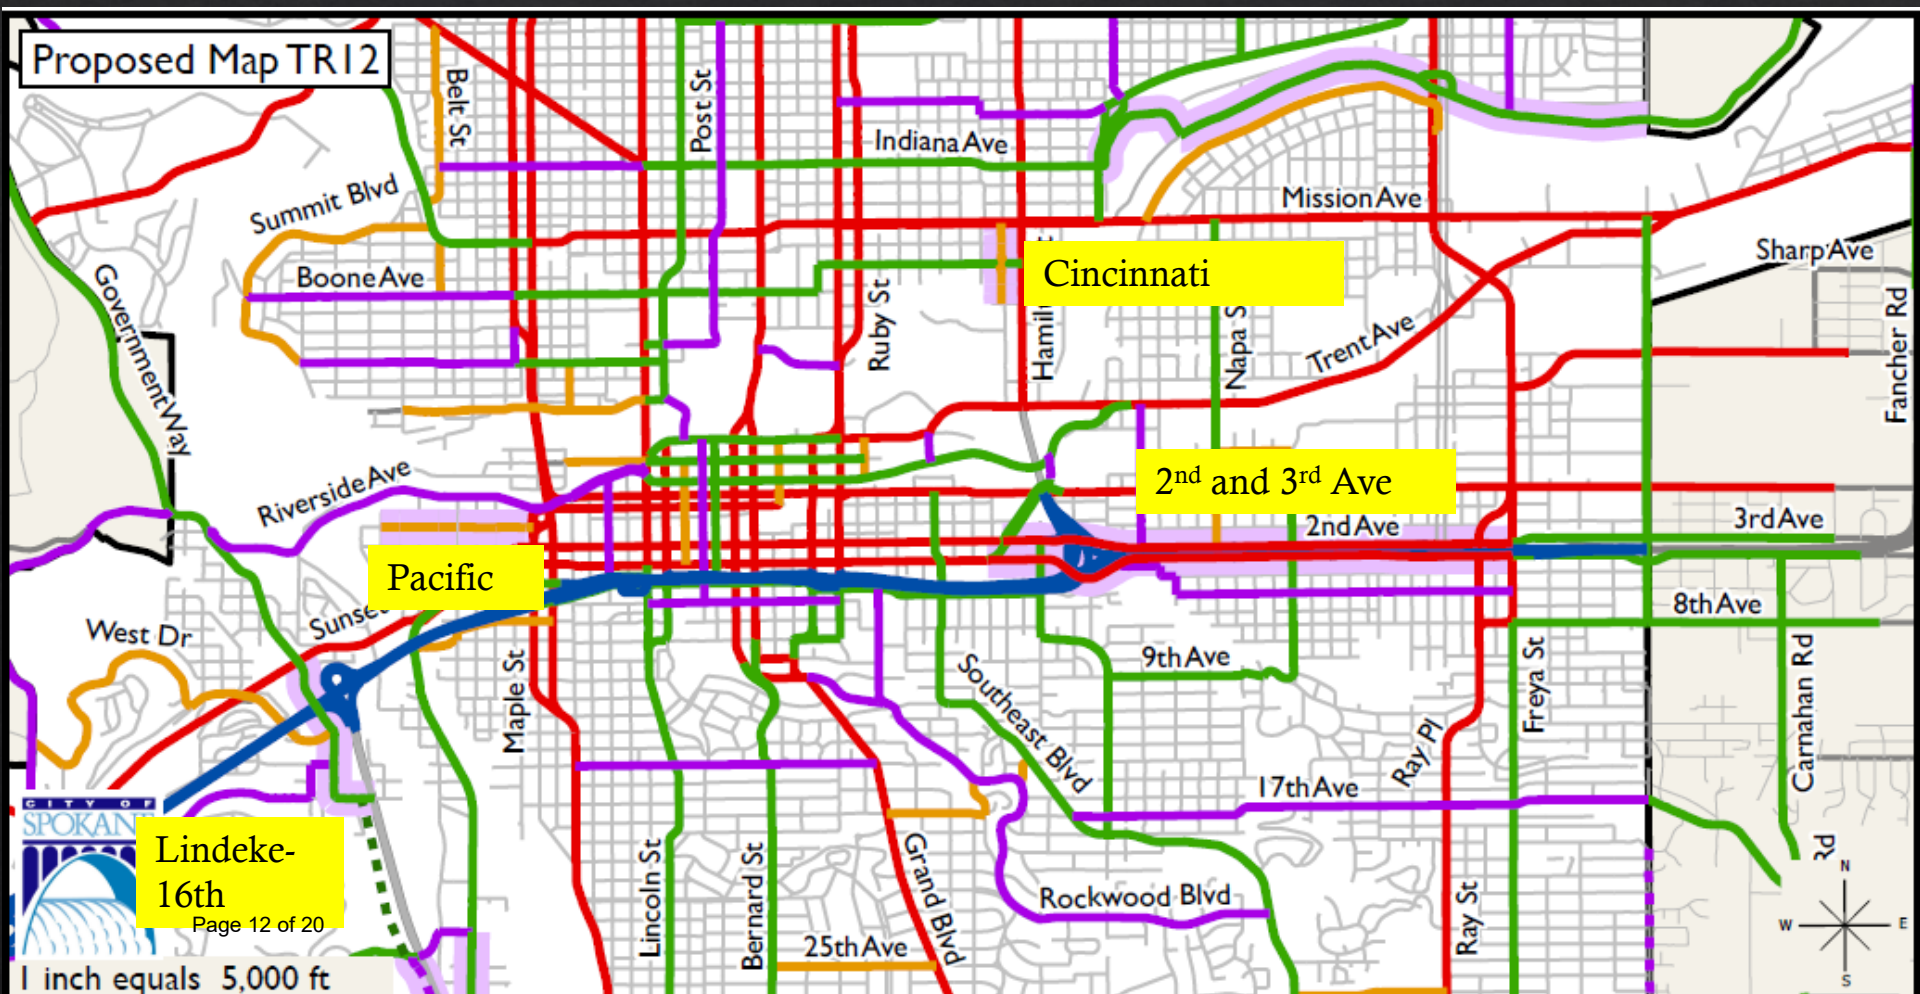 Proposed Map TR12
Belt St
Post St
Indiana Ave
Summit Blvd
Mission Ave
Sharp Ave
Boone Ave
Cincinnati
Government Way
Ruby St
Napa S
Trent Ave
Fancher Rd
Riverside Ave
2nd and 3rd Ave
2nd Ave
3rd Ave
Pacific
8th Ave
West Dr
9th Ave
Maple St
Southeast Blvd
Freya St
Carnahan Rd
Ray Pl
17th Ave
CITY OF
SPOKANE
Lindeke-
16th
Page 12 of 20
Lincoln St
Bernard St
Grand Blvd
Rd
Rockwood Blvd
Ray St
25th Ave
N
W
E
S
1 inch equals 5,000 ft